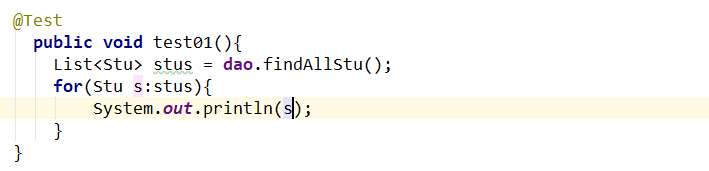 @Test
public void test01(){
List<Stu> stus = dao.findAllStu();
for(Stu s:stus){
System.out.println(s);
}
}